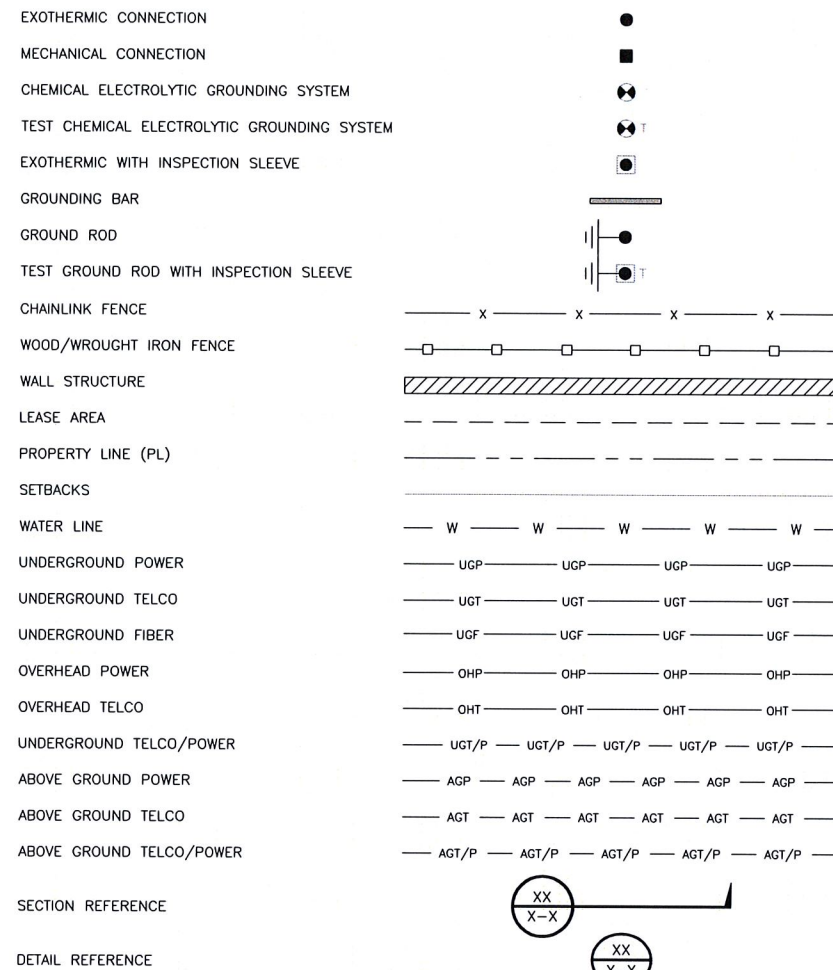 EXOTHERMIC CONNECTION
MECHANICAL CONNECTION
CHEMICAL ELECTROLYTIC GROUNDING SYSTEM
TEST CHEMICAL ELECTROLYTIC GROUNDING SYSTEM T
EXOTHERMIC WITH INSPECTION SLEEVE
GROUNDING BAR
GROUND ROD
TEST GROUND ROD WITH INSPECTION SLEEVE T
CHAINLINK FENCE X X X X
WOOD/WROUGHT IRON FENCE
WALL STRUCTURE
LEASE AREA
PROPERTY LINE (PL)
SETBACKS
WATER LINE W W W W W
UNDERGROUND POWER UGP UGP UGP UGP
UNDERGROUND TELCO UGT UGT UGT UGT
UNDERGROUND FIBER UGF UGF UGF UGF
OVERHEAD POWER OHP OHP OHP OHP
OVERHEAD TELCO OHT OHT OHT OHT
UNDERGROUND TELCO/POWER UGT/P UGT/P UGT/P UGT/P UGT/P
ABOVE GROUND POWER AGP AGP AGP AGP AGP AGP
ABOVE GROUND TELCO AGT AGT AGT AGT AGT AGT
ABOVE GROUND TELCO/POWER AGT/P AGT/P AGT/P AGT/P AGT/P
XX
SECTION REFERENCE
X-X
XX
DETAIL REFERENCE
X-X